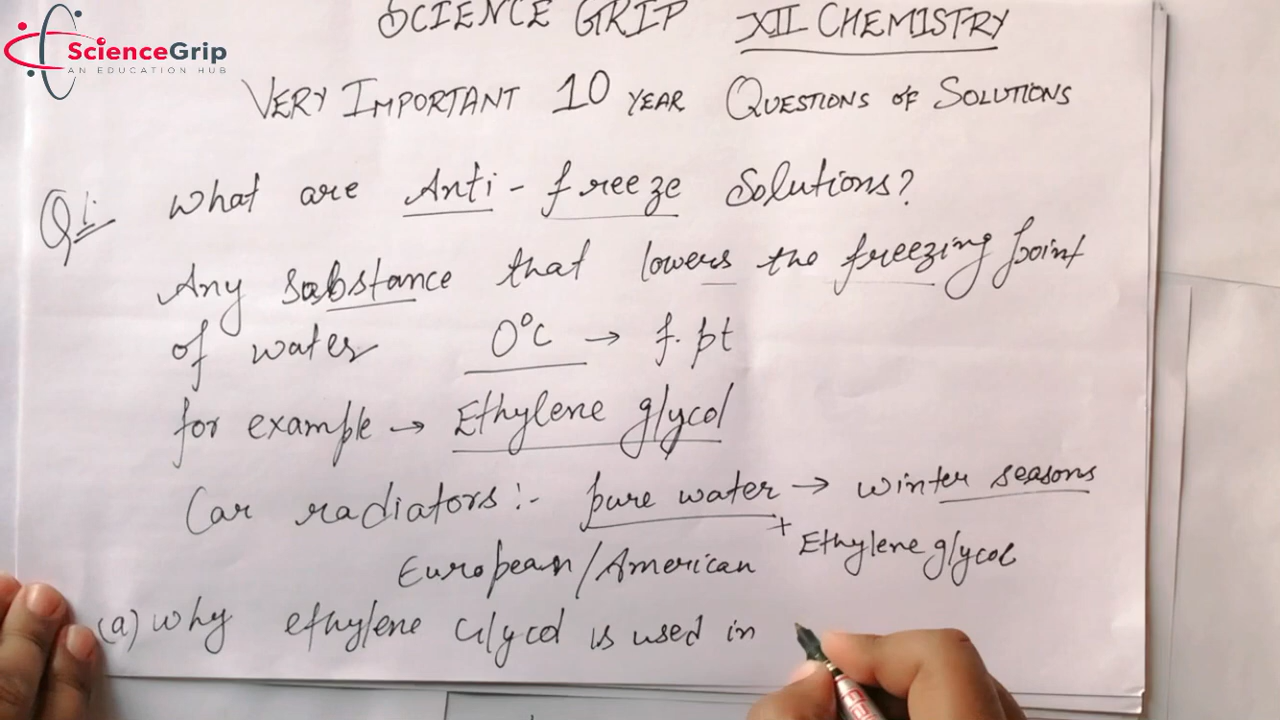 ScienceGrip
AN EDUCATION HUB
SCIENCE GRIP XII CHEMISTRY
VERY IMPORTANT 10 YEAR QUESTIONS OF SOLUTIONS
Q1: What are Anti-freeze Solutions?
Any substance that lowers the freezing point
of water 0°C → f.pt
for example → Ethylene glycol
Car radiators :- pure water → winter seasons
+ Ethylene glycol
European/American
(a) Why ethylene Glycol is used in